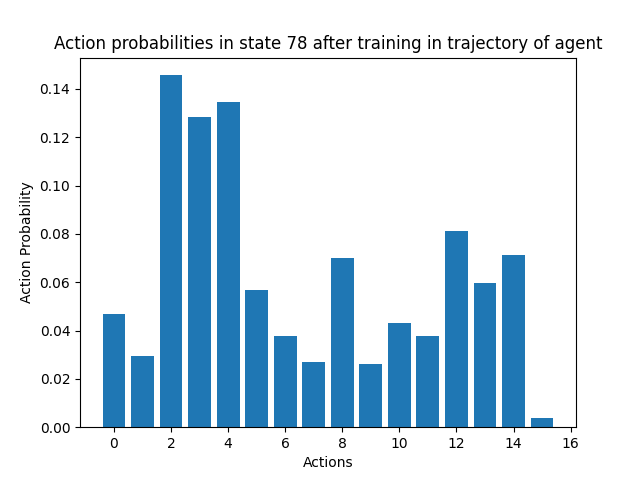 Action probabilities in state 78 after training in trajectory of agent
0.14
0.12
0.10
0.08
0.06
0.04
0.02
0.00
Action Probability
0 2 4 6 8 10 12 14 16
Actions